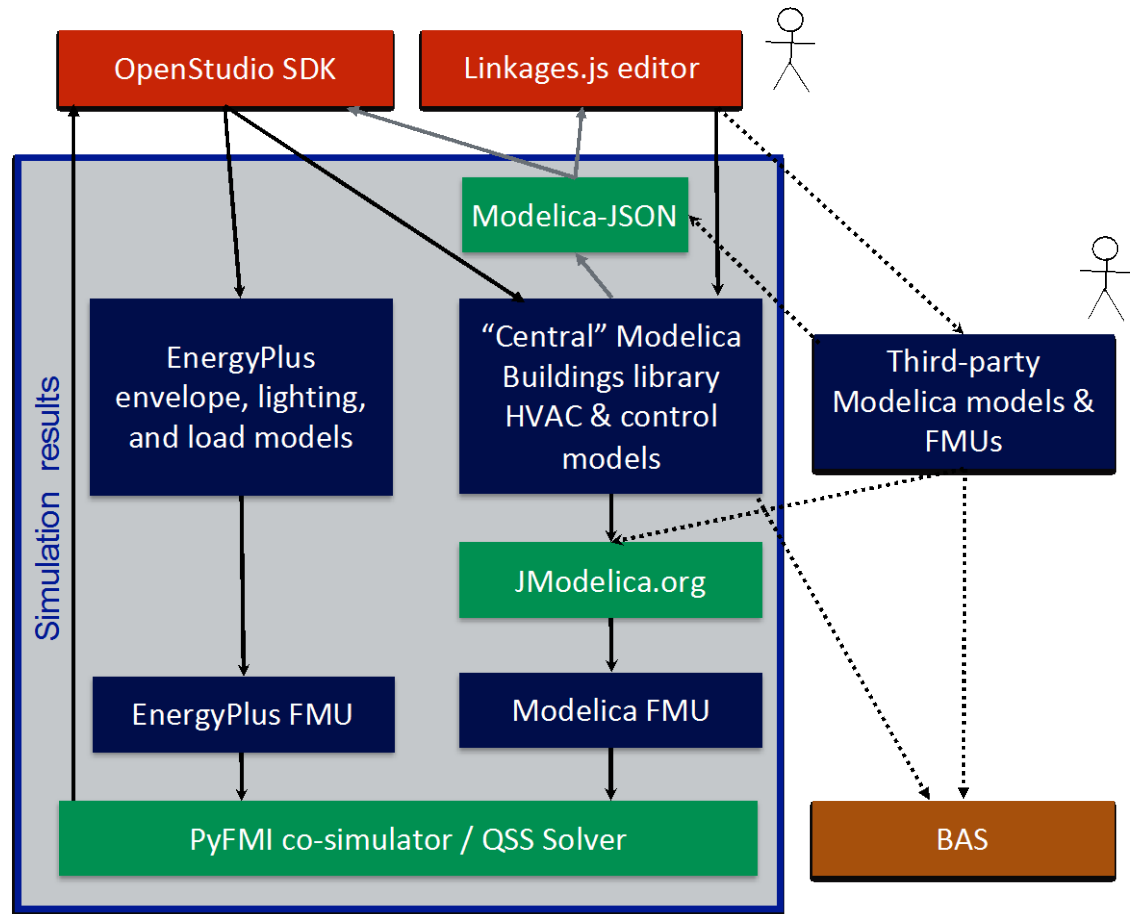 OpenStudio SDK
Linkages.js editor
Modelica-JSON
EnergyPlus
envelope, lighting,
and load models
“Central” Modelica
Buildings library
HVAC & control
models
Third-party
Modelica models &
FMUs
Simulation results
JModelica.org
EnergyPlus FMU
Modelica FMU
PyFMI co-simulator / QSS Solver
BAS